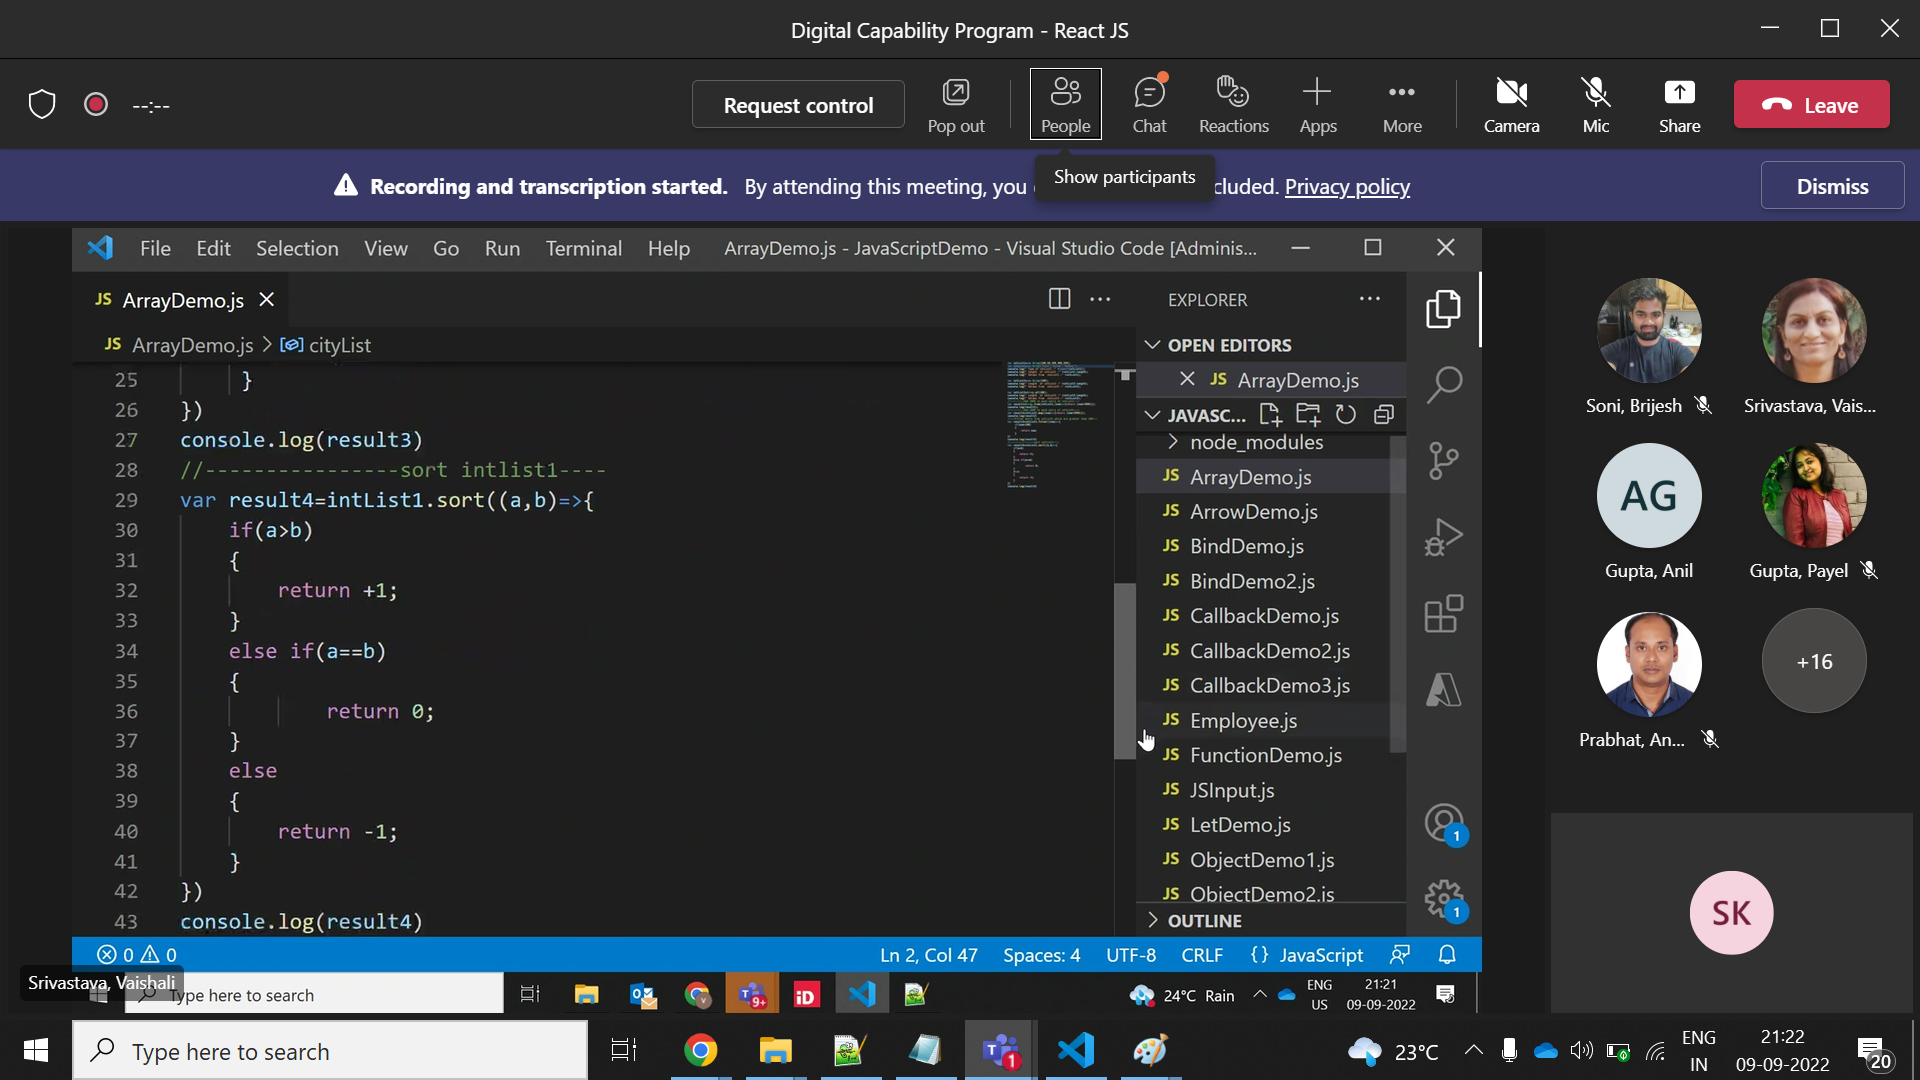 Digital Capability Program - React JS
--:--
Request control
Pop out
People
Chat
Reactions
Apps
More
Camera
Mic
Share
Leave
Recording and transcription started. By attending this meeting, you
cluded. Privacy policy
Show participants
Dismiss
File Edit Selection View Go Run Terminal Help ArrayDemo.js - JavaScriptDemo - Visual Studio Code [Adminis...
JS ArrayDemo.js
JS ArrayDemo.js > cityList
25 }
26 })
27 console.log(result3)
28 //----------------sort intlist1----
29 var result4=intList1.sort((a,b)=>{
30 if(a>b)
31 {
32 return +1;
33 }
34 else if(a==b)
35 {
36 return 0;
37 }
38 else
39 {
40 return -1;
41 }
42 })
43 console.log(result4)
EXPLORER
OPEN EDITORS
JS ArrayDemo.js
JAVASC...
node_modules
JS ArrayDemo.js
JS ArrowDemo.js
JS BindDemo.js
JS BindDemo2.js
JS CallbackDemo.js
JS CallbackDemo2.js
JS CallbackDemo3.js
JS Employee.js
JS FunctionDemo.js
JS JSInput.js
JS LetDemo.js
JS ObjectDemo1.js
JS ObjectDemo2.js
OUTLINE
1
1
0 0
Ln 2, Col 47 Spaces: 4 UTF-8 CRLF {} JavaScript
Soni, Brijesh
Srivastava, Vais...
AG
Gupta, Anil
Gupta, Payel
Prabhat, An...
+16
SK
Srivastava, Vaishali
Type here to search
9+
iD
24°C Rain
ENG
US
21:21
09-09-2022
Type here to search
1
23°C
ENG
IN
21:22
09-09-2022
20